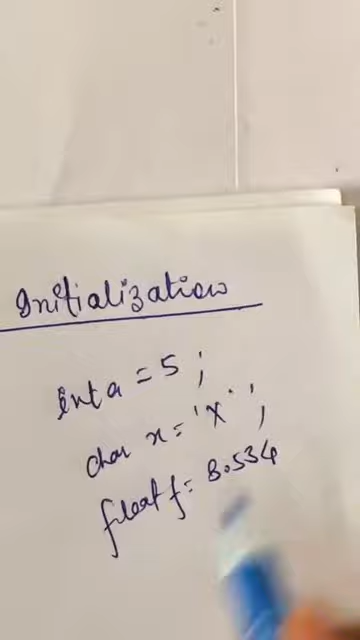 Initialization
int a = 5 ;
char x = 'X' ;
float f = 8.534